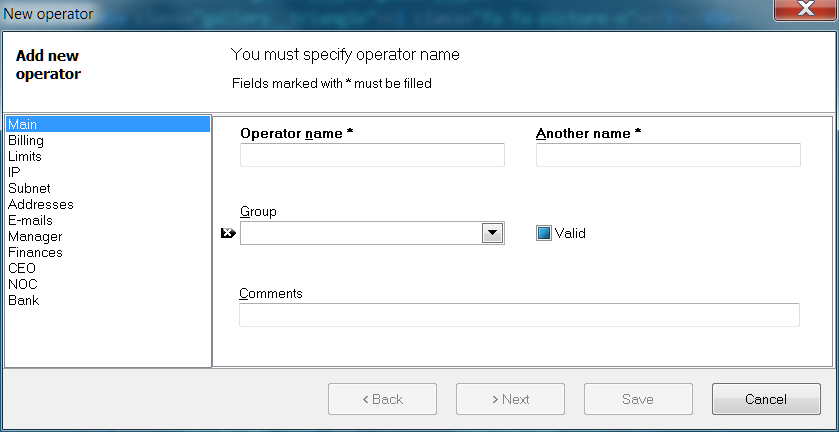 New operator
Add new
operator
You must specify operator name
Fields marked with * must be filled
Main
Billing
Limits
IP
Subnet
Addresses
E-mails
Manager
Finances
CEO
NOC
Bank
Operator name *
Another name *
Group
Valid
Comments
< Back
> Next
Save
Cancel